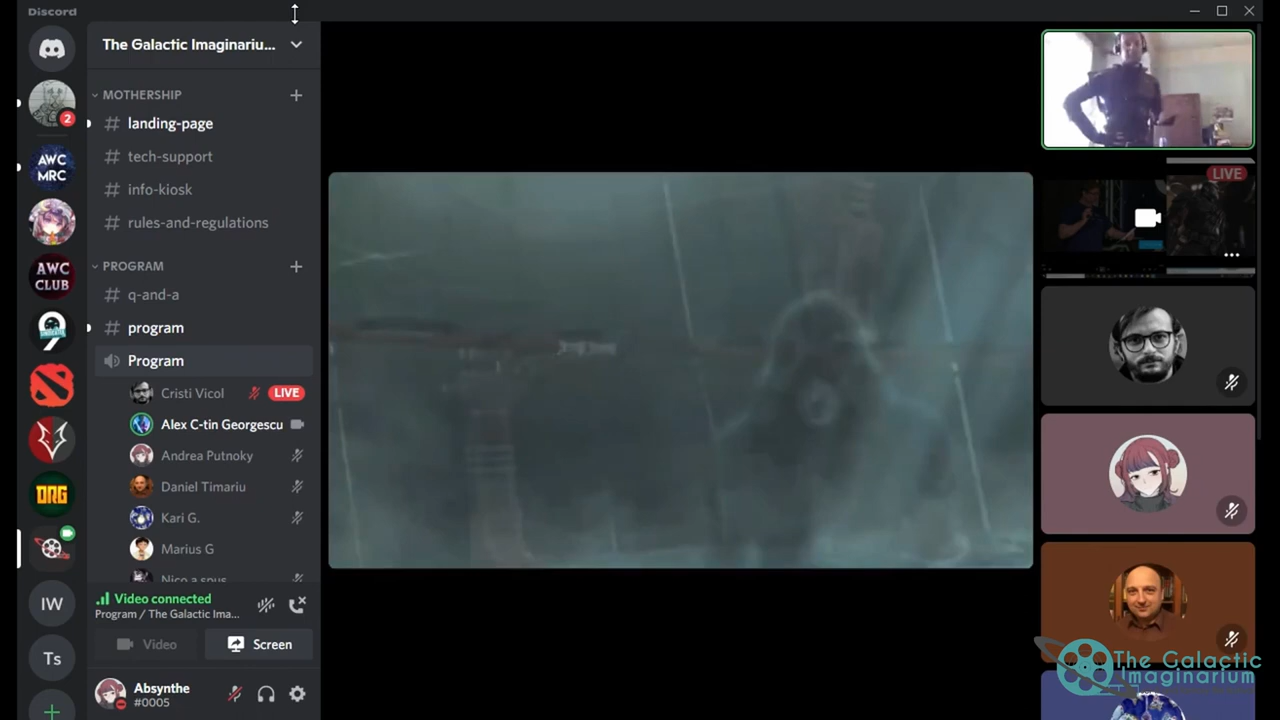 Discord
The Galactic Imaginariu...
MOTHERSHIP
landing-page
tech-support
info-kiosk
rules-and-regulations
PROGRAM
q-and-a
program
Program
Cristi Vicol LIVE
Alex C-tin Georgescu
Andrea Putnoky
Daniel Timariu
Kari G.
Marius G
Nico a spus
Video connected
Program / The Galactic Ima...
Video Screen
Absynthe
#0005
2
AWC
MRC
AWC
CLUB
DRG
IW
Ts
LIVE
The Galactic
Imaginarium